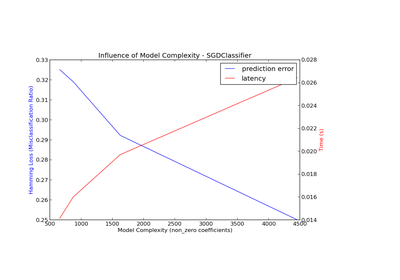 Influence of Model Complexity - SGDClassifier
prediction error
latency
Hamming Loss (Misclassification Ratio)
0.33
0.32
0.31
0.30
0.29
0.28
0.27
0.26
0.25
500 1000 1500 2000 2500 3000 3500 4000 4500
Model Complexity (non_zero coefficients)
0.028
0.026
0.024
0.022
0.020
0.018
0.016
0.014
Time (s)